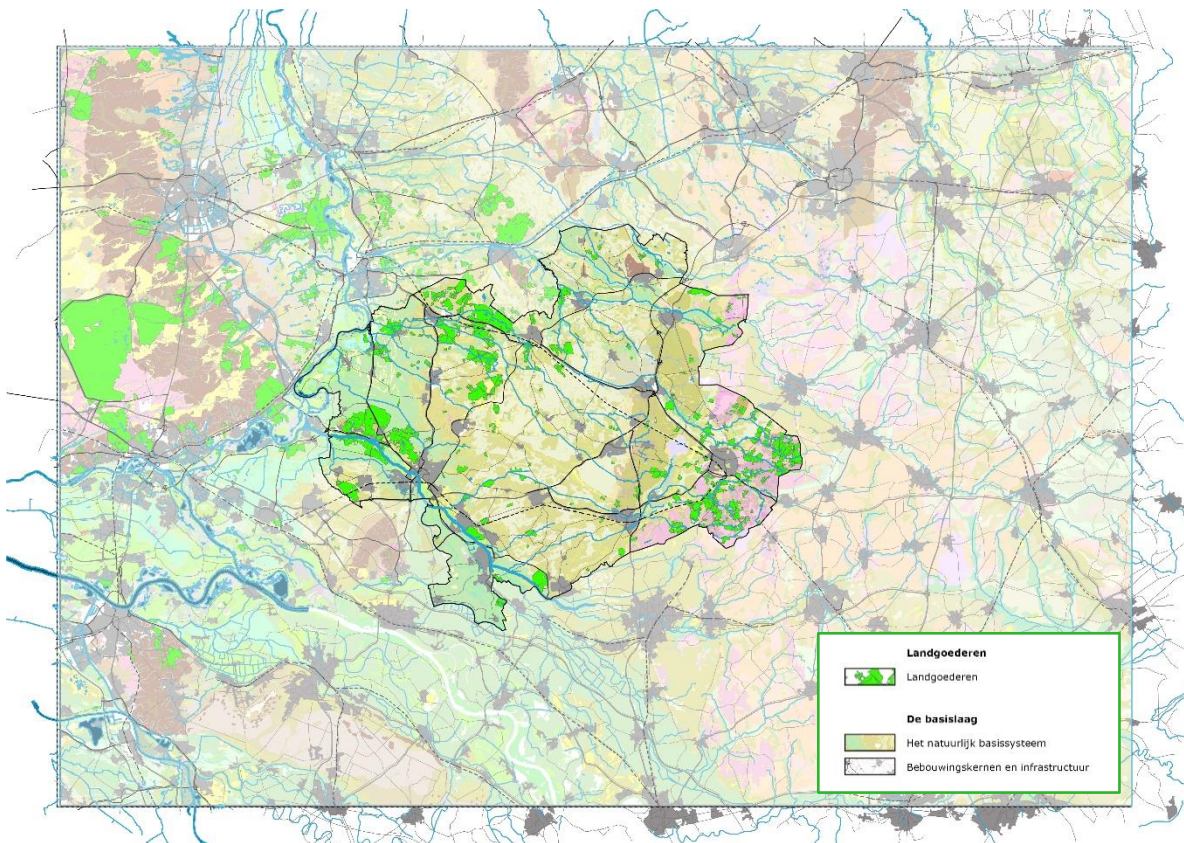 Landgoederen
Landgoederen
De basislaag
Het natuurlijk basissysteem
Bebouwingskernen en infrastructuur